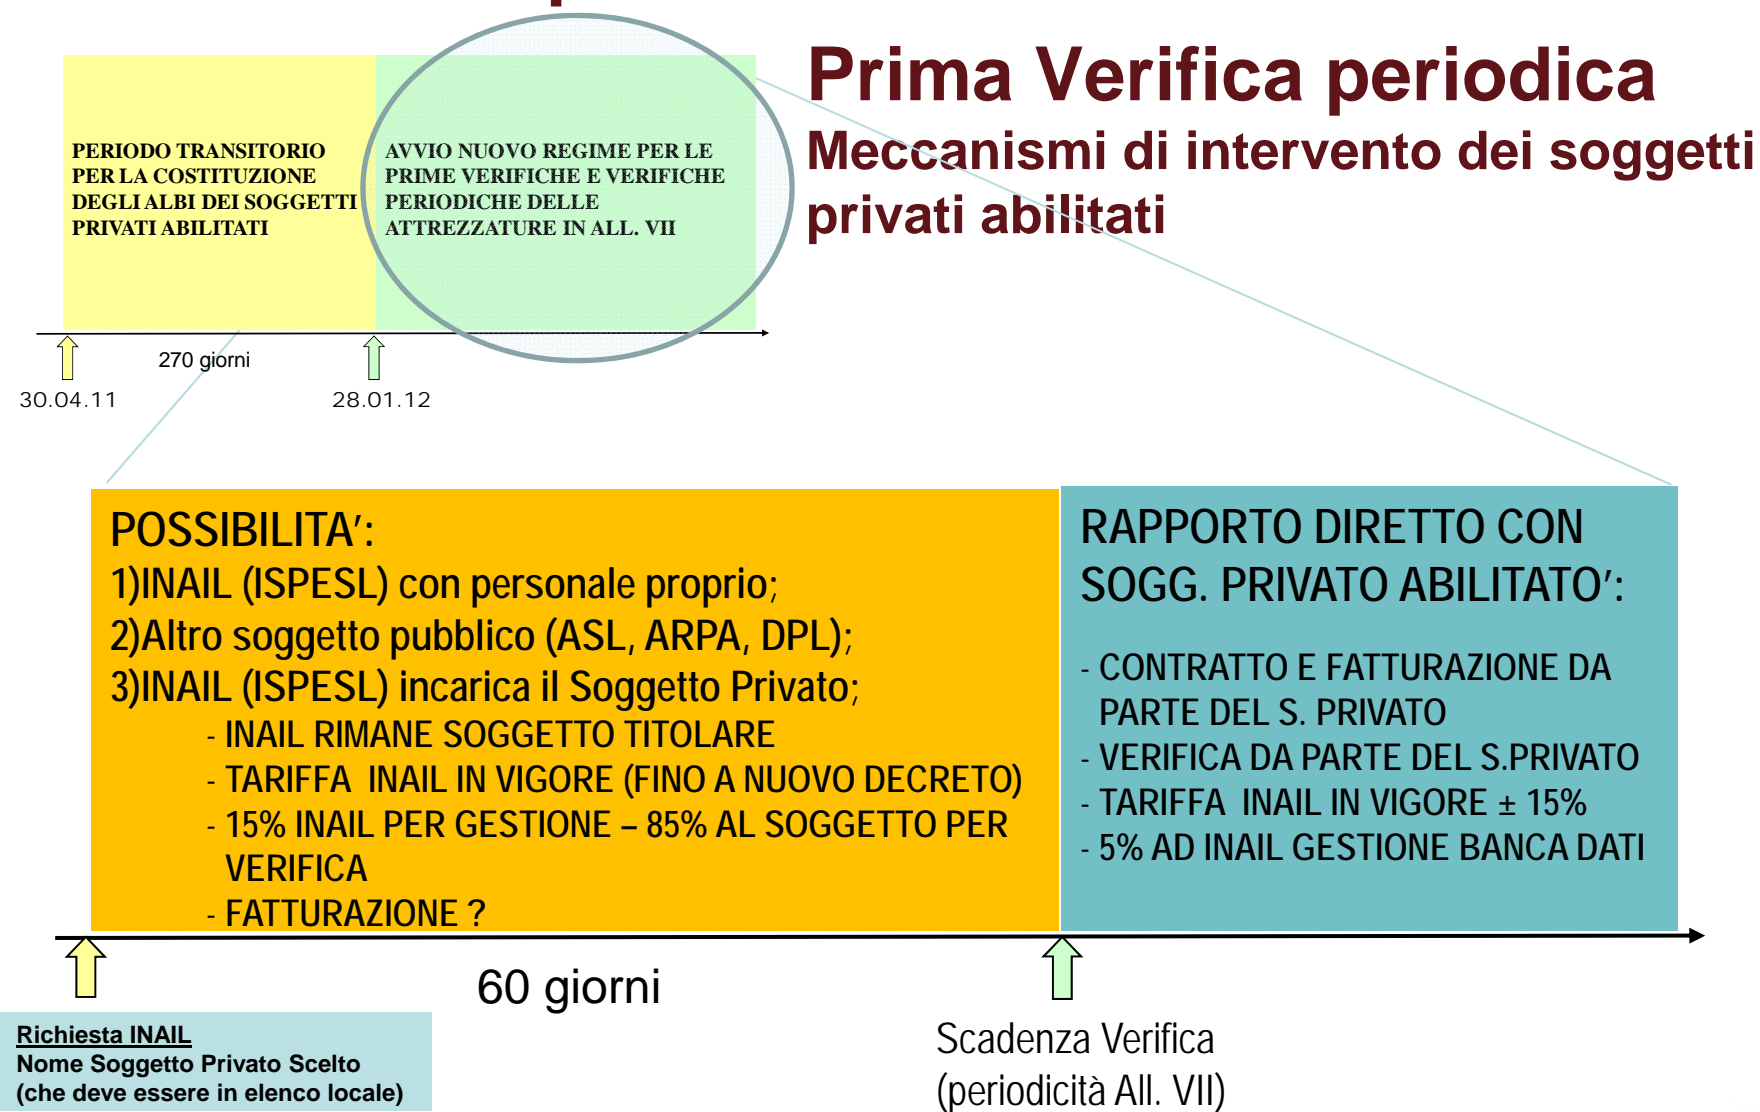 Prima Verifica periodica
Meccanismi di intervento dei soggetti
privati abilitati
PERIODO TRANSITORIO
PER LA COSTITUZIONE
DEGLI ALBI DEI SOGGETTI
PRIVATI ABILITATI
AVVIO NUOVO REGIME PER LE
PRIME VERIFICHE E VERIFICHE
PERIODICHE DELLE
ATTREZZATURE IN ALL. VII
270 giorni
30.04.11
28.01.12
POSSIBILITA’:
1)INAIL (ISPESL) con personale proprio;
2)Altro soggetto pubblico (ASL, ARPA, DPL);
3)INAIL (ISPESL) incarica il Soggetto Privato;
- INAIL RIMANE SOGGETTO TITOLARE
- TARIFFA INAIL IN VIGORE (FINO A NUOVO DECRETO)
- 15% INAIL PER GESTIONE – 85% AL SOGGETTO PER
VERIFICA
- FATTURAZIONE ?
RAPPORTO DIRETTO CON
SOGG. PRIVATO ABILITATO’:
- CONTRATTO E FATTURAZIONE DA
PARTE DEL S. PRIVATO
- VERIFICA DA PARTE DEL S.PRIVATO
- TARIFFA INAIL IN VIGORE ± 15%
- 5% AD INAIL GESTIONE BANCA DATI
60 giorni
Richiesta INAIL
Nome Soggetto Privato Scelto
(che deve essere in elenco locale)
Scadenza Verifica
(periodicità All. VII)